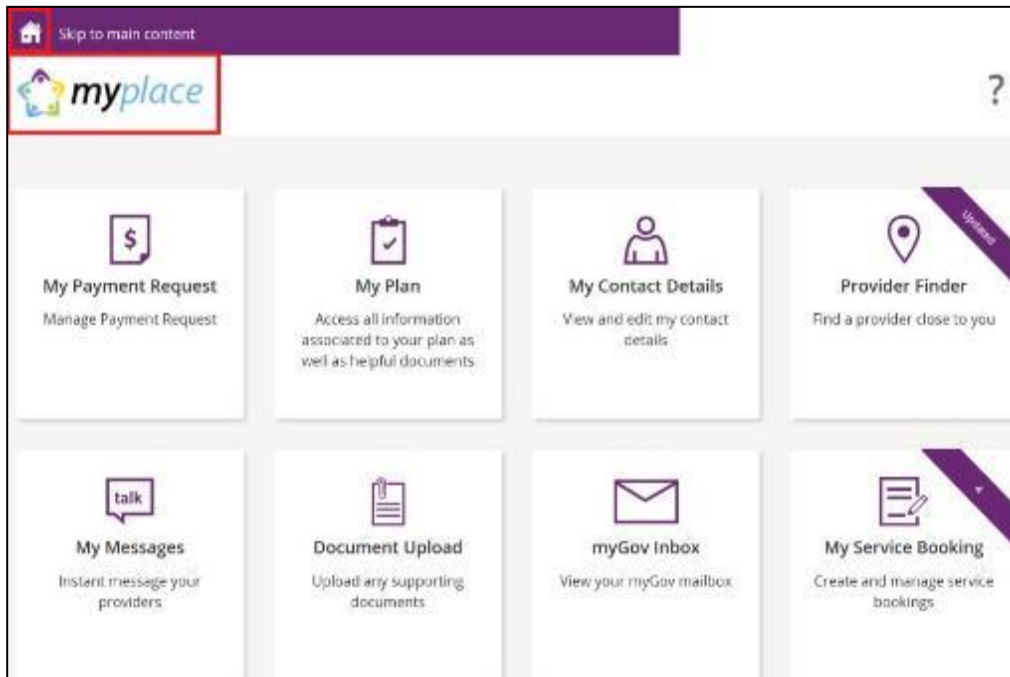 Skip to main content
myplace
?
$
Updated
My Payment Request
My Plan
My Contact Details
Provider Finder
Manage Payment Request
Access all information
associated to your plan as
well as helpful documents
View and edit my contact
details
Find a provider close to you
talk
My Messages
Document Upload
myGov Inbox
My Service Booking
Instant message your
providers
Upload any supporting
documents
View your myGov mailbox
Create and manage service
bookings